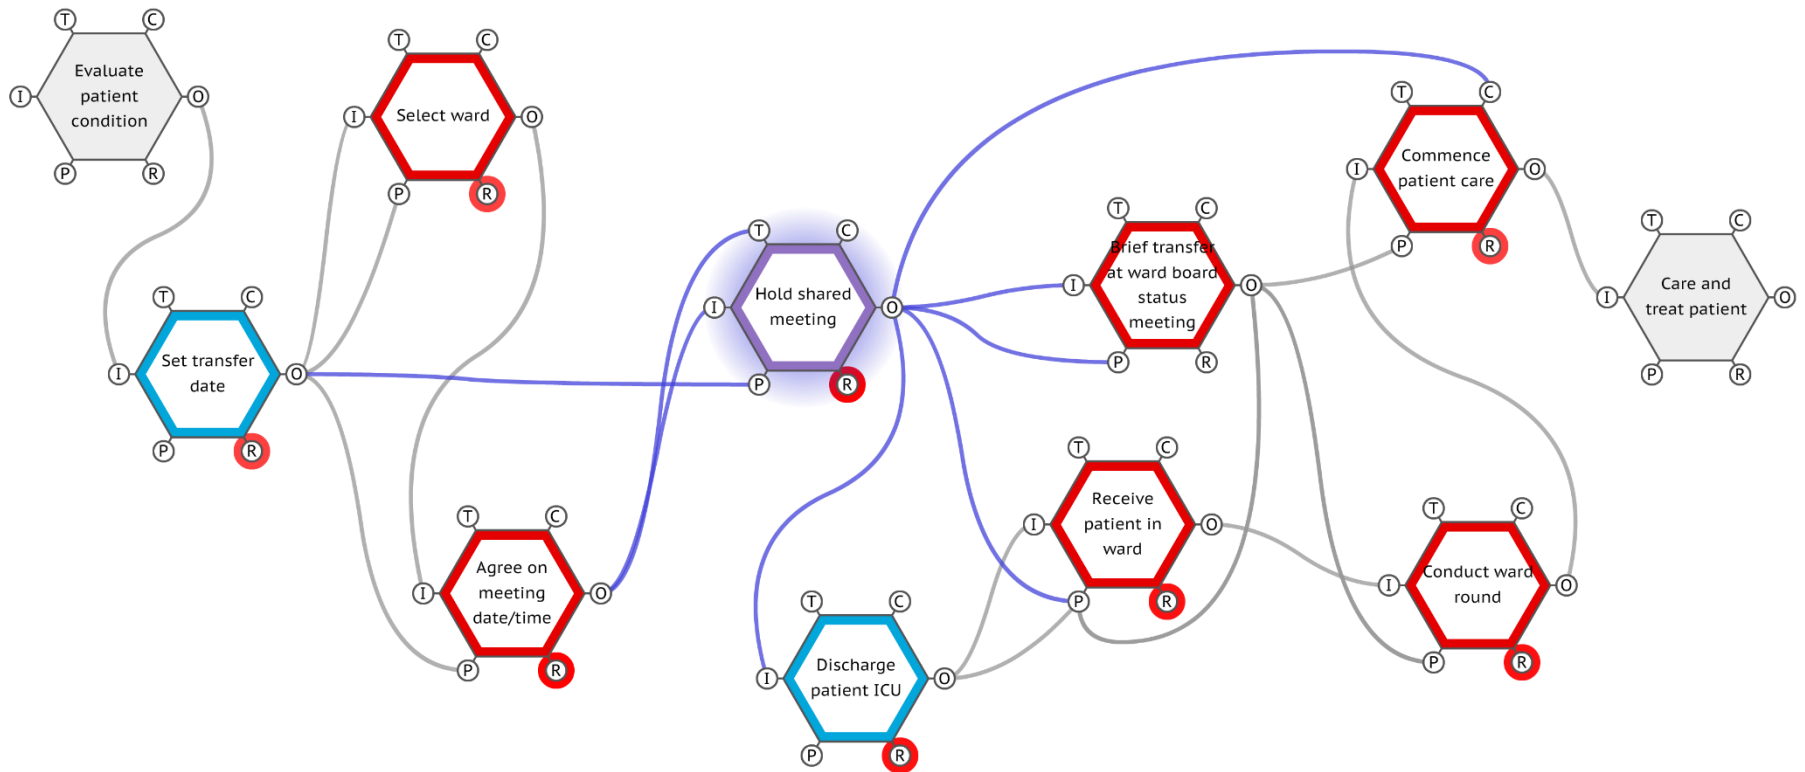 T
C
Evaluate
patient
condition
I
O
P
R
T
C
Select ward
I
O
P
R
T
C
Set transfer
date
I
O
P
R
T
C
Agree on
meeting
date/time
I
O
P
R
T
C
Hold shared
meeting
I
O
P
R
T
C
Discharge
patient ICU
I
O
P
R
T
C
Brief transfer
at ward board
status
meeting
I
O
P
R
T
C
Receive
patient in
ward
I
O
P
R
T
C
Commence
patient care
I
O
P
R
T
C
Conduct ward
round
I
O
P
R
T
C
Care and
treat patient
I
O
P
R